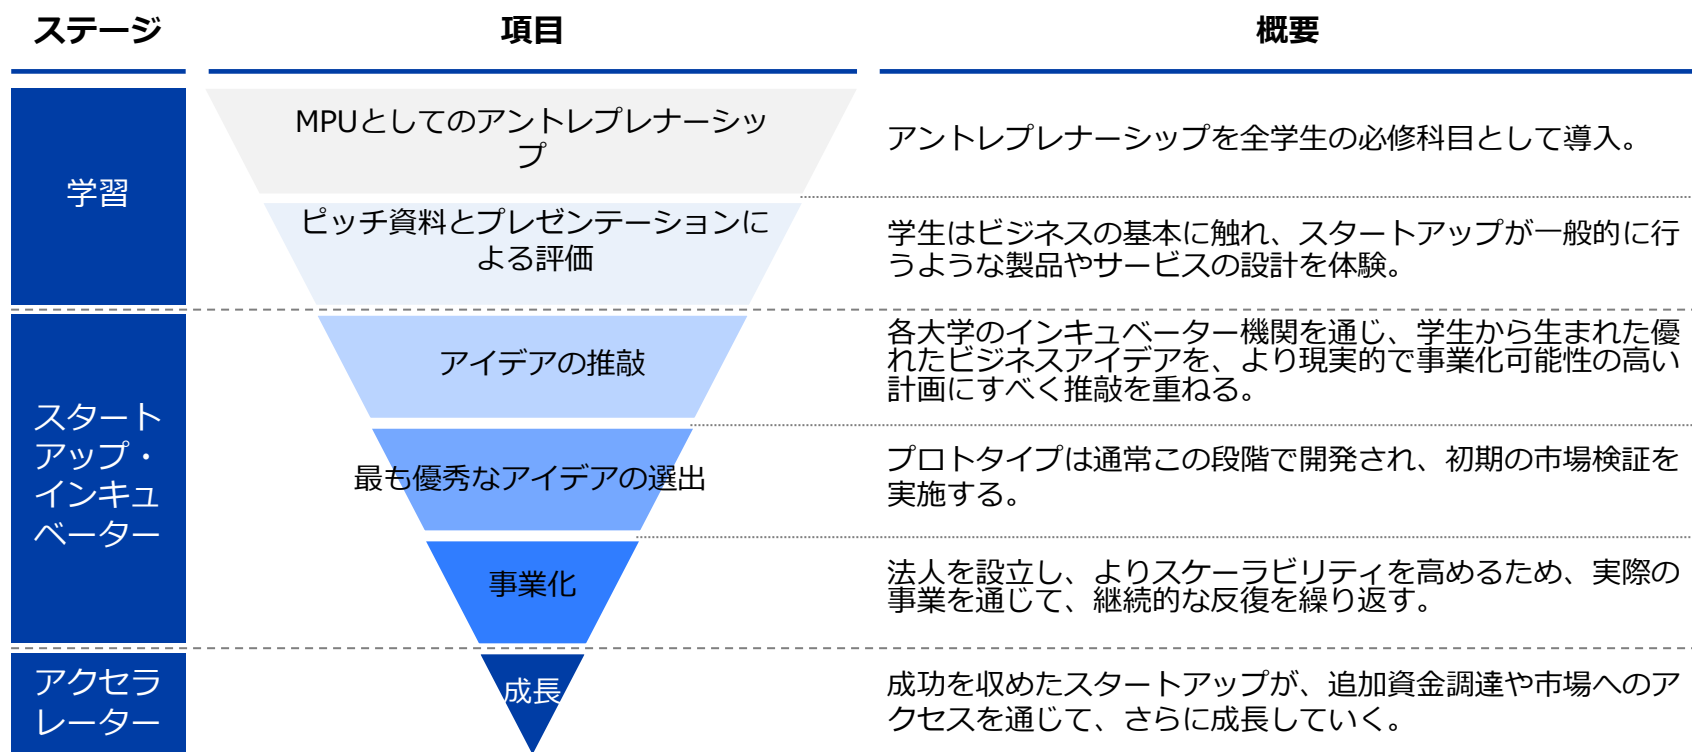 ステージ
項目
概要
学習
MPUとしてのアントレプレナーシッ
プ
アントレプレナーシップを全学生の必修科目として導入。
ピッチ資料とプレゼンテーションに
よる評価
学生はビジネスの基本に触れ、スタートアップが一般的に行
うような製品やサービスの設計を体験。
スタート
アップ・
インキュ
ベーター
アイデアの推敲
各大学のインキュベーター機関を通じ、学生から生まれた優
れたビジネスアイデアを、より現実的で事業化可能性の高い
計画にすべく推敲を重ねる。
最も優秀なアイデアの選出
プロトタイプは通常この段階で開発され、初期の市場検証を
実施する。
事業化
法人を設立し、よりスケーラビリティを高めるため、実際の
事業を通じて、継続的な反復を繰り返す。
アクセラ
レーター
成長
成功を収めたスタートアップが、追加資金調達や市場へのア
クセスを通じて、さらに成長していく。